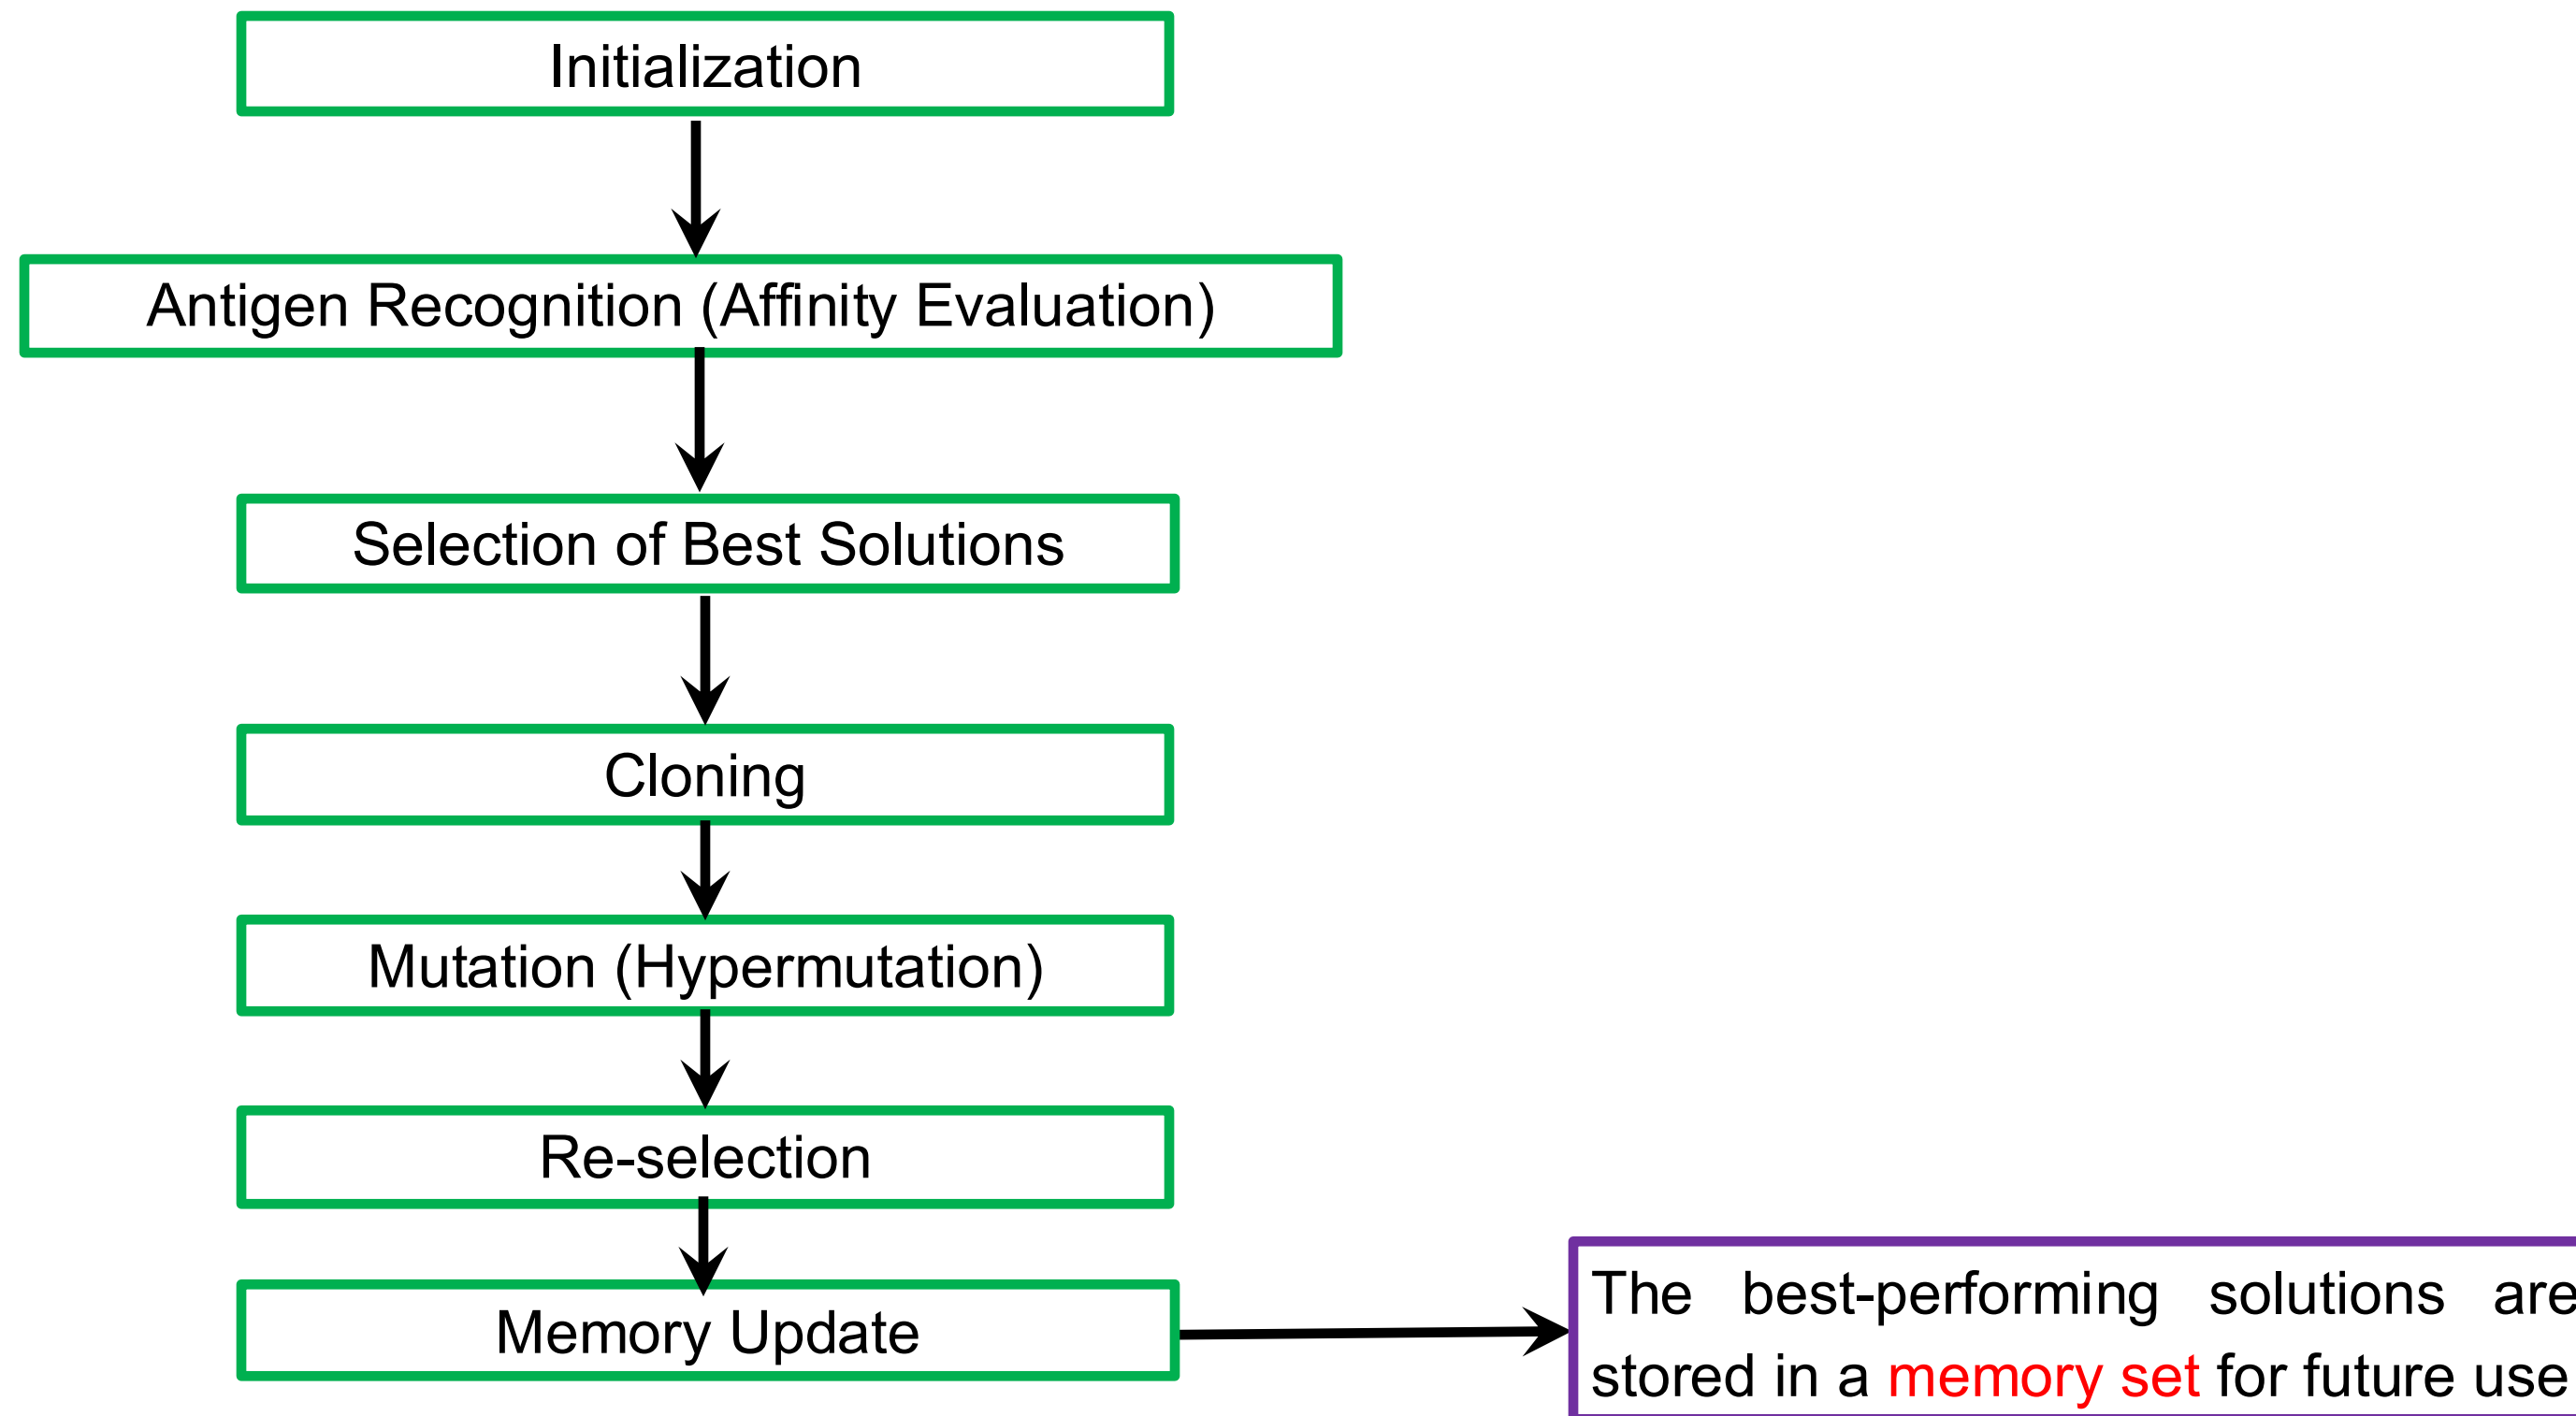 Initialization
Antigen Recognition (Affinity Evaluation)
Selection of Best Solutions
Cloning
Mutation (Hypermutation)
Re-selection
Memory Update
The best-performing solutions are
stored in a memory set for future use